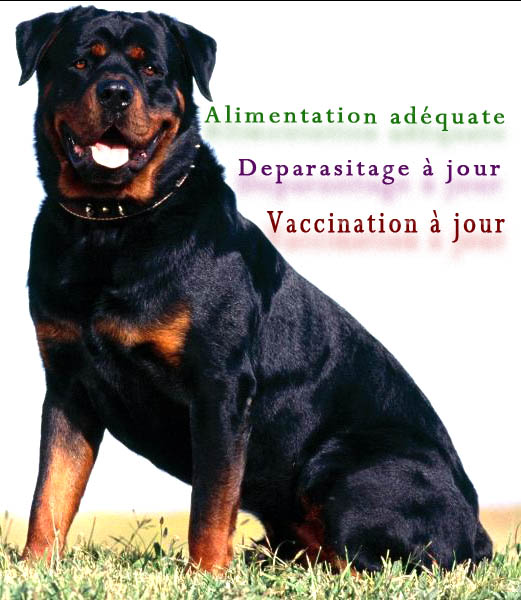 Alimentation adéquate
Deparasitage à jour
Vaccination à jour